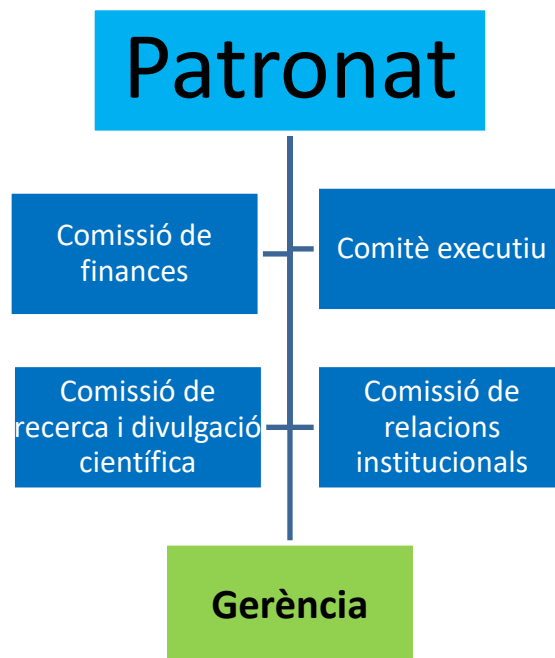 Patronat
Comissió de
finances
Comitè executiu
Comissió de
recerca i divulgació
científica
Comissió de
relacions
institucionals
Gerència